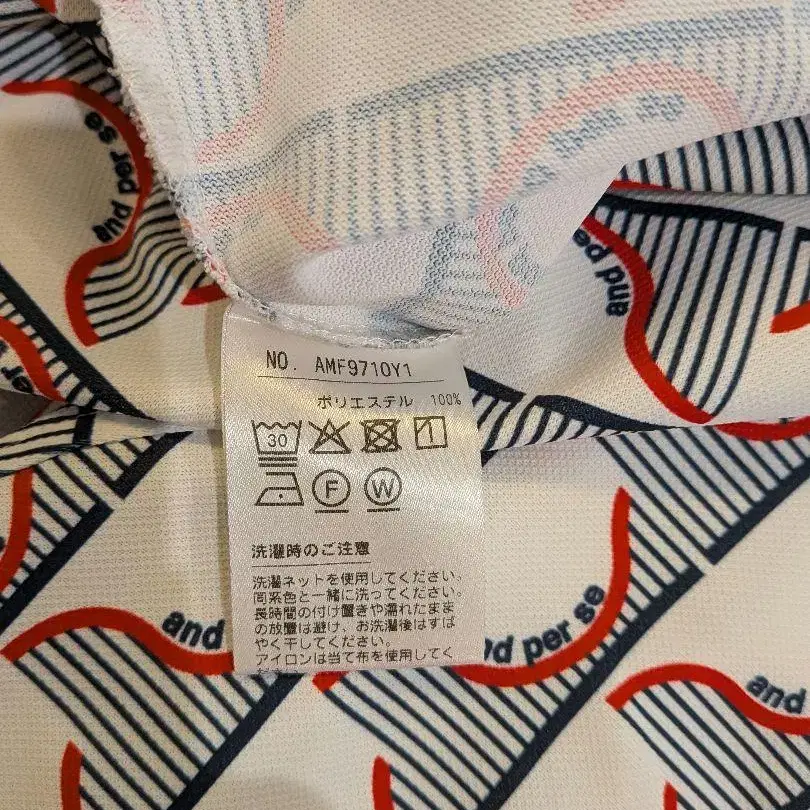 and per se
and pe
per
NO. AMF9710Y1
ポリエステル 100%
30
F W
洗濯時のご注意
洗濯ネットを使用してください。
同系色と一緒に洗ってください。
長時間の付け置きや濡れたまま
の放置は避け、お洗濯後はすば
やく干してください。
アイロンは当て布を使用してく
and
nd per se
and